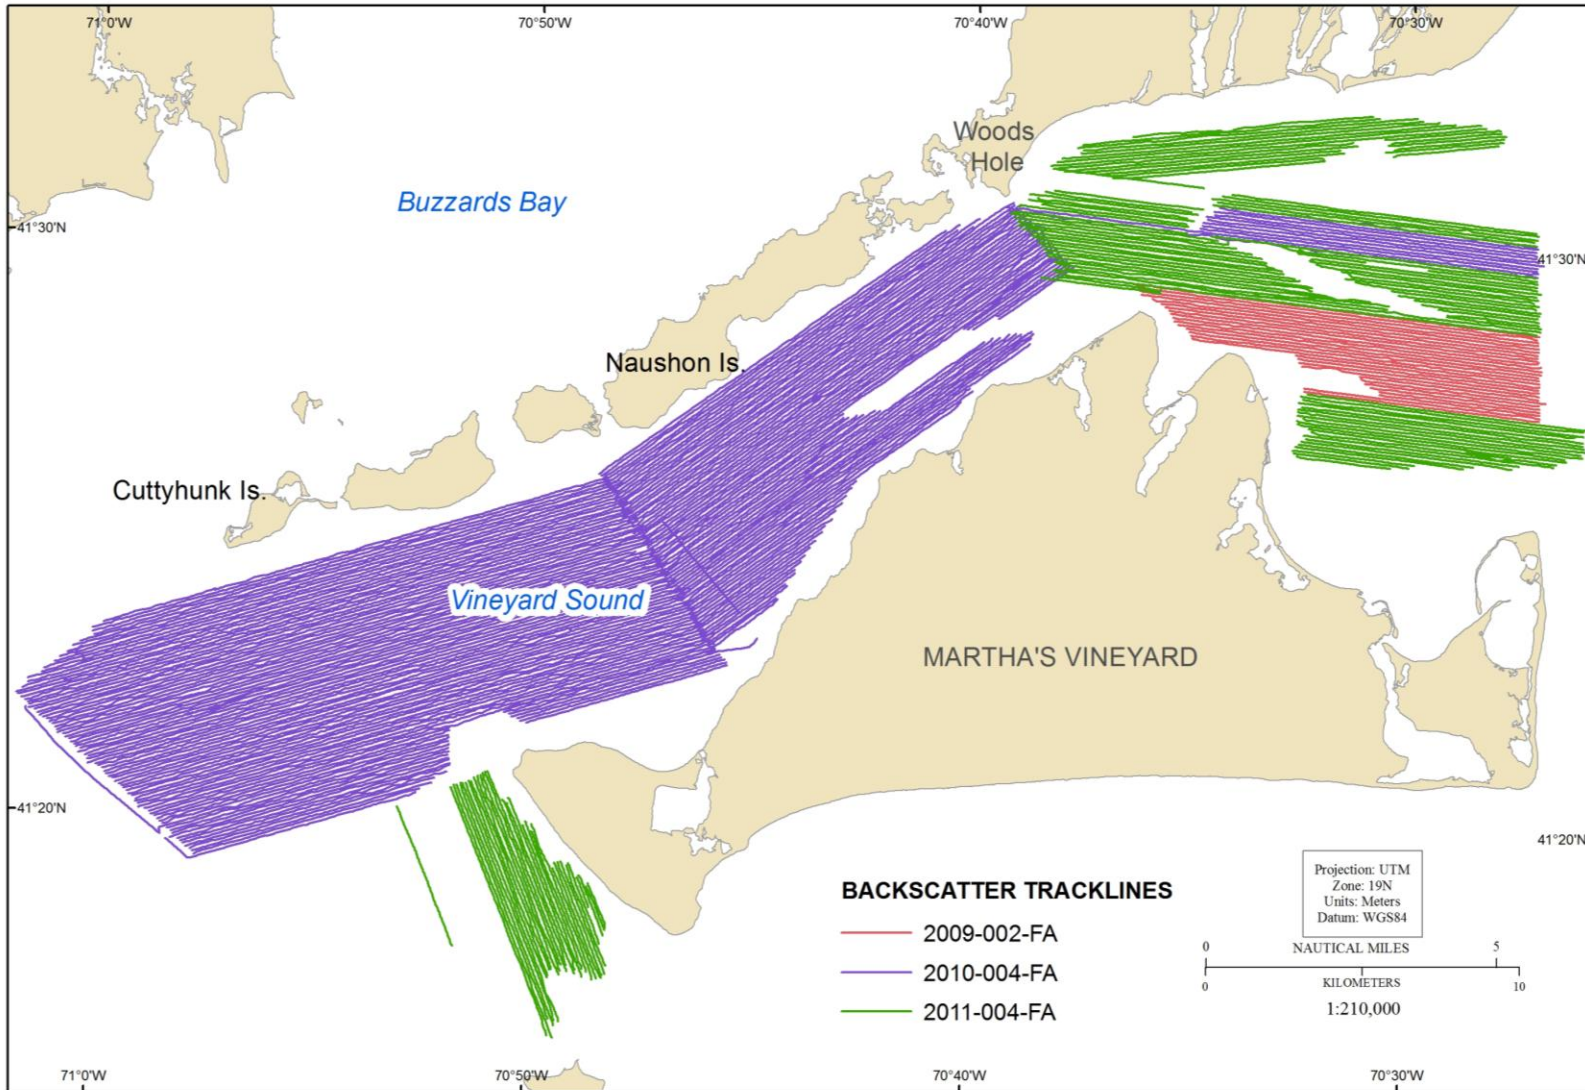 71°0'W
70°50'W
70°40'W
70°30'W
Woods
Hole
Buzzards Bay
41°30'N
41°30'N
Naushon Is.
Cuttyhunk Is.
Vineyard Sound
MARTHA'S VINEYARD
41°20'N
41°20'N
BACKSCATTER TRACKLINES
2009-002-FA
2010-004-FA
2011-004-FA
Projection: UTM
Zone: 19N
Units: Meters
Datum: WGS84
0 NAUTICAL MILES 5
0 KILOMETERS 10
1:210,000
71°0'W
70°50'W
70°40'W
70°30'W